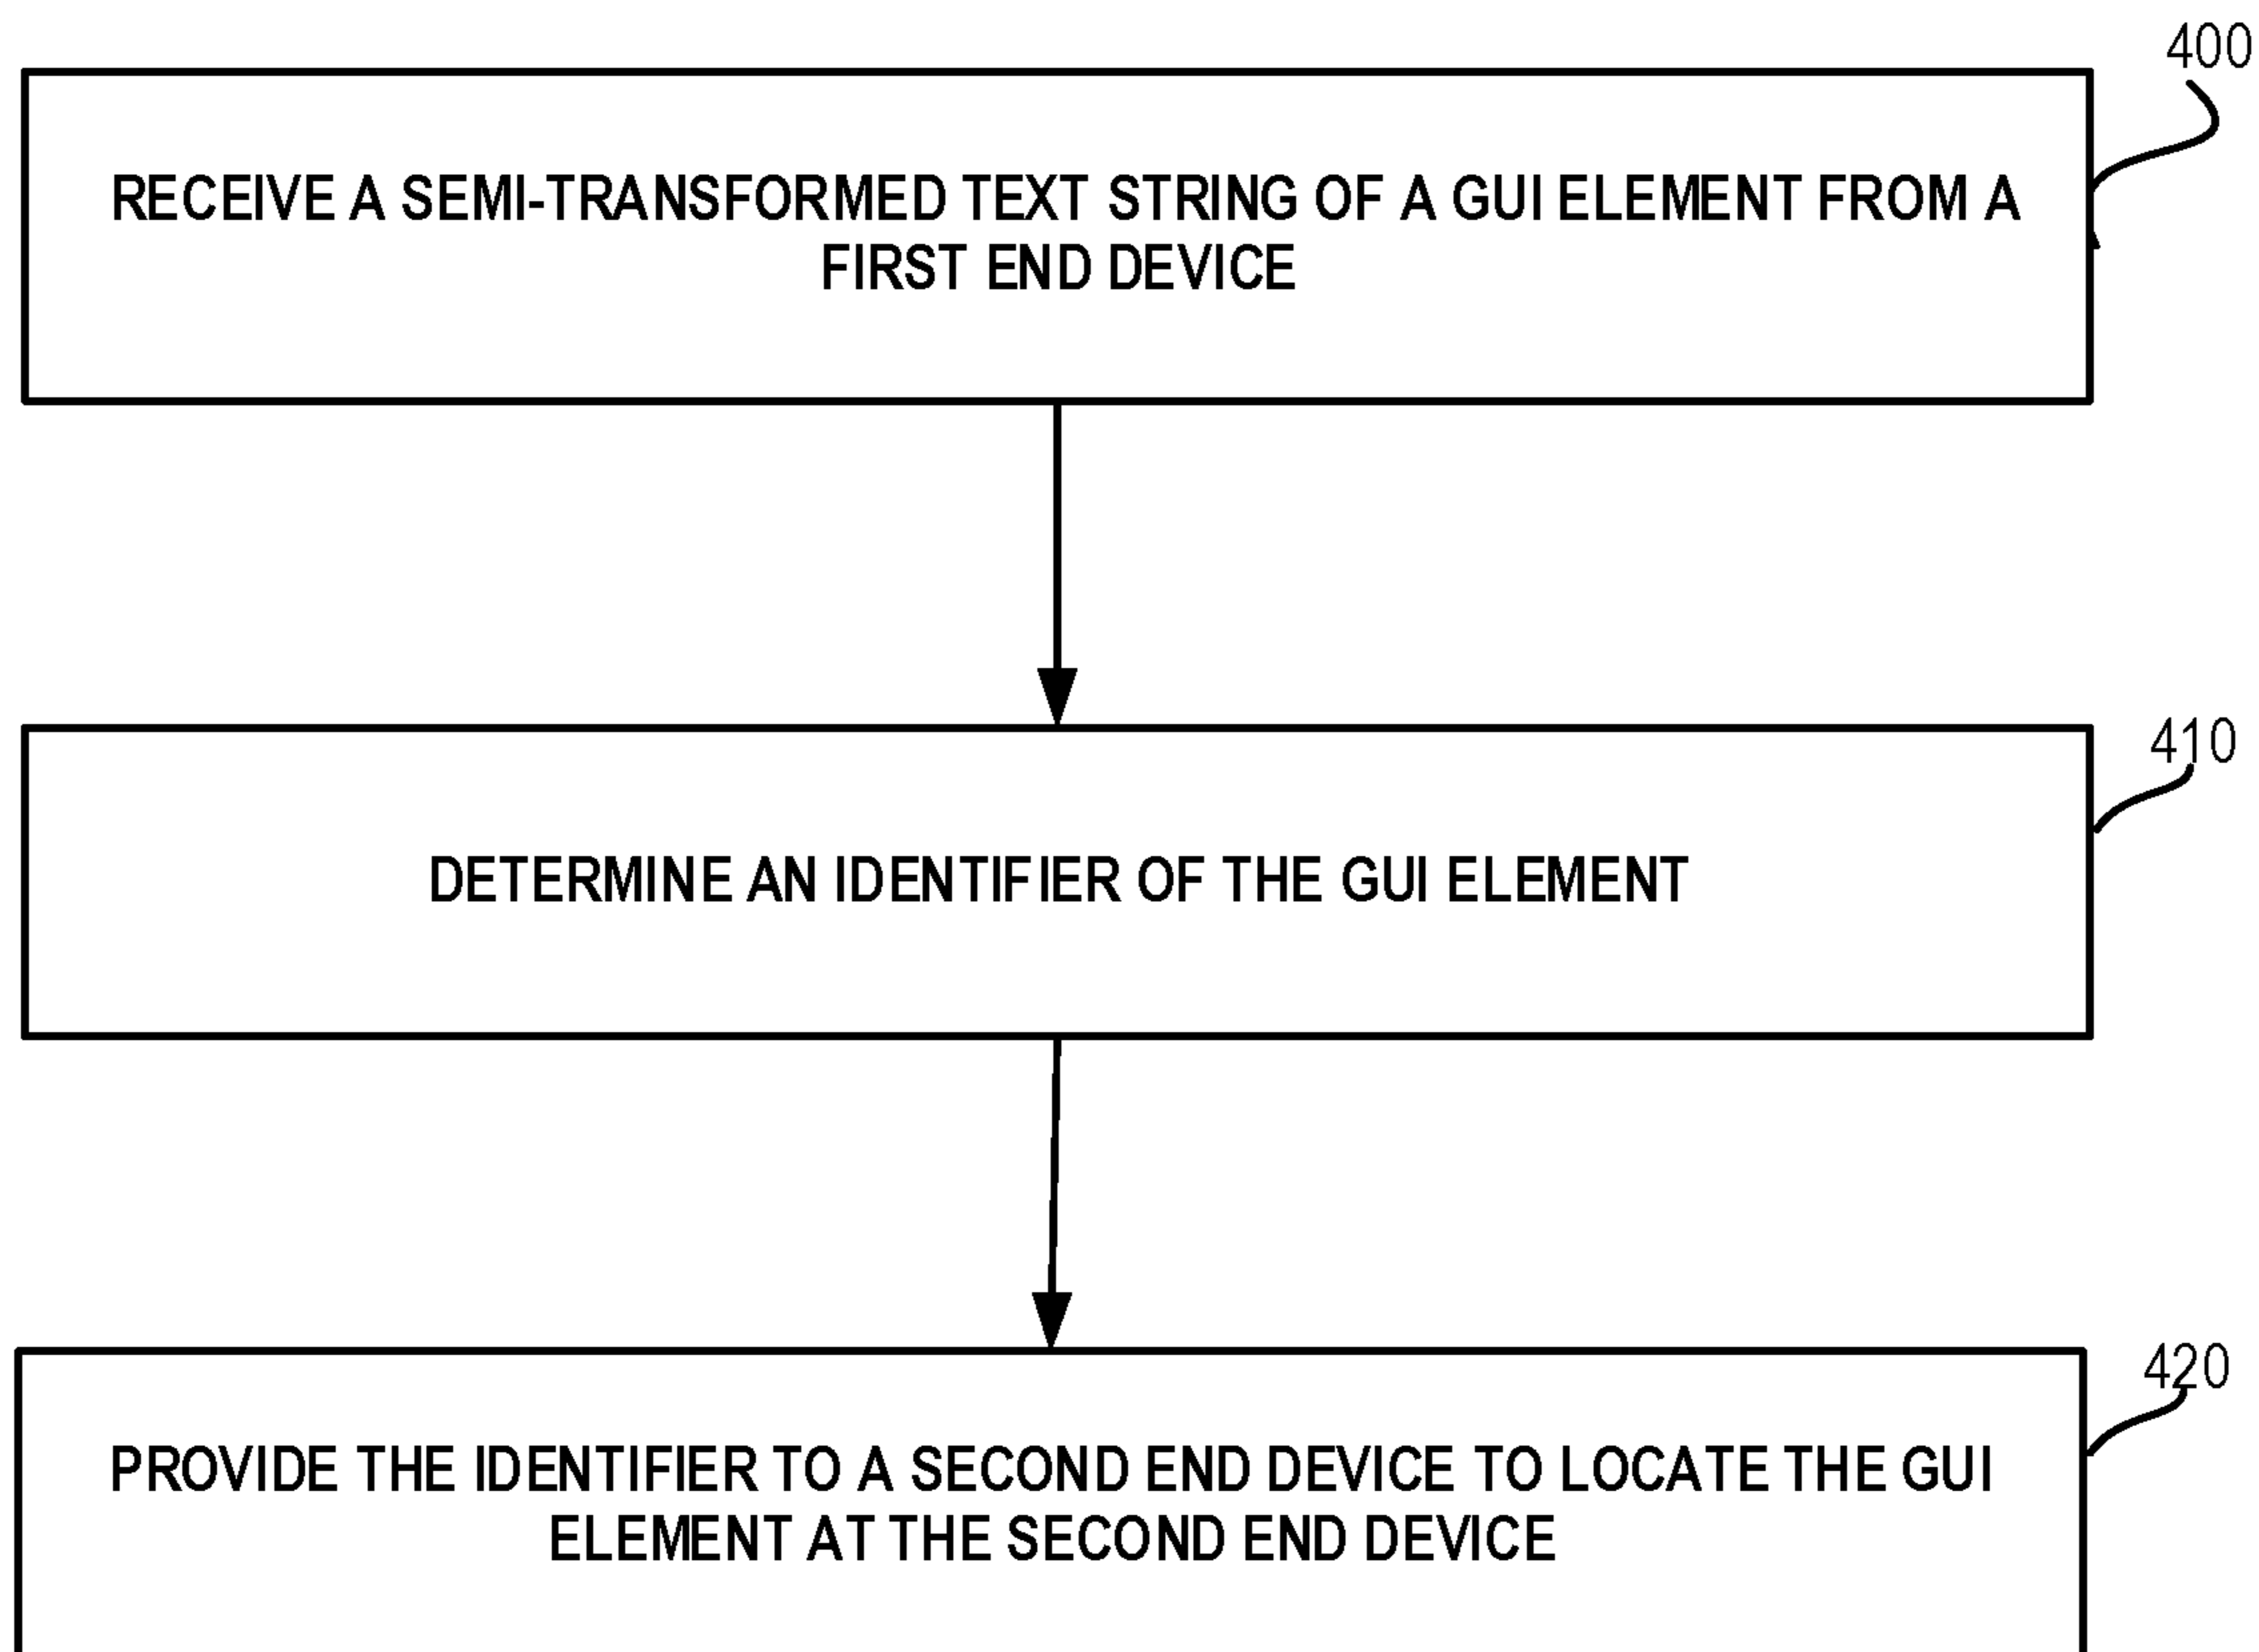 400
RECEIVE A SEMI-TRANSFORMED TEXT STRING OF A GUI ELEMENT FROM A
FIRST END DEVICE
410
DETERMINE AN IDENTIFIER OF THE GUI ELEMENT
420
PROVIDE THE IDENTIFIER TO A SECOND END DEVICE TO LOCATE THE GUI
ELEMENT AT THE SECOND END DEVICE